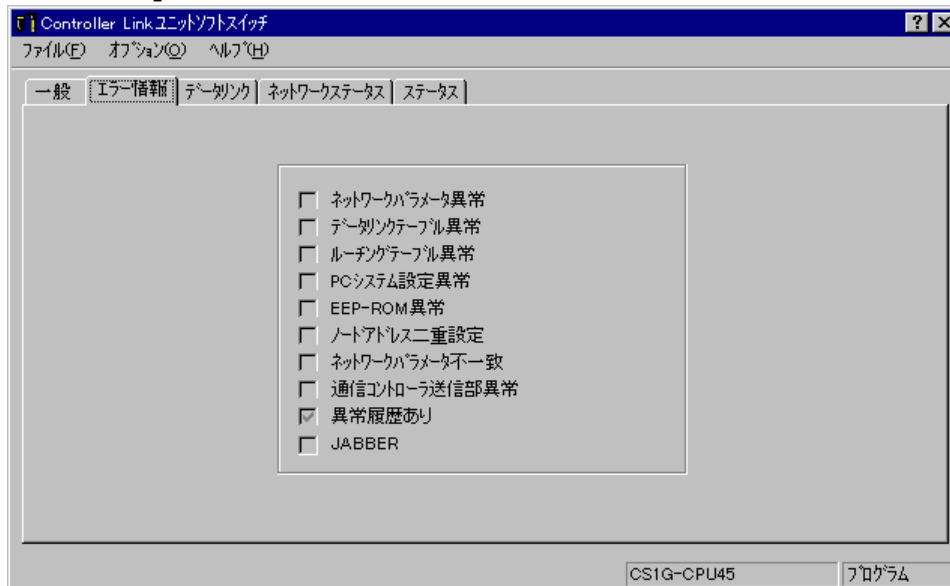 Controller Linkユニットソフトスイッチ
ファイル(F) オプション(O) ヘルプ(H)
一般 エラー情報 データリンク ネットワークステータス ステータス
ネットワークパラメータ異常
データリンクテーブル異常
ルーチングテーブル異常
PCシステム設定異常
EEP-ROM異常
ノードアドレス二重設定
ネットワークパラメータ不一致
通信コントローラ送信部異常
異常履歴あり
JABBER
CS1G-CPU45 プログラム